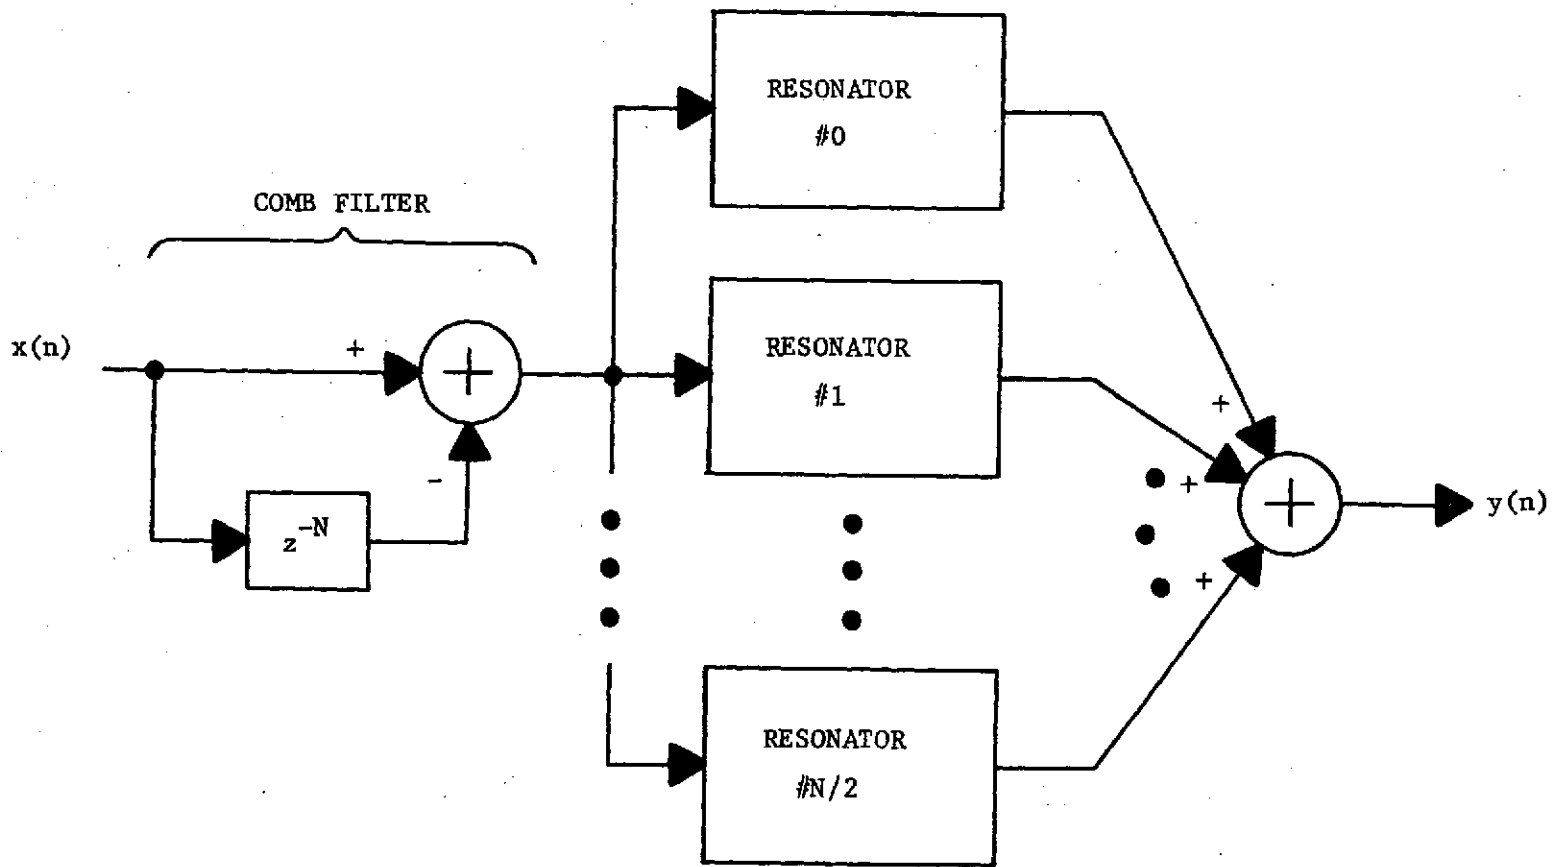 RESONATOR
#0
COMB FILTER
x(n)
+
+
-
z^-N
RESONATOR
#1
+
+
+
+
y(n)
RESONATOR
#N/2